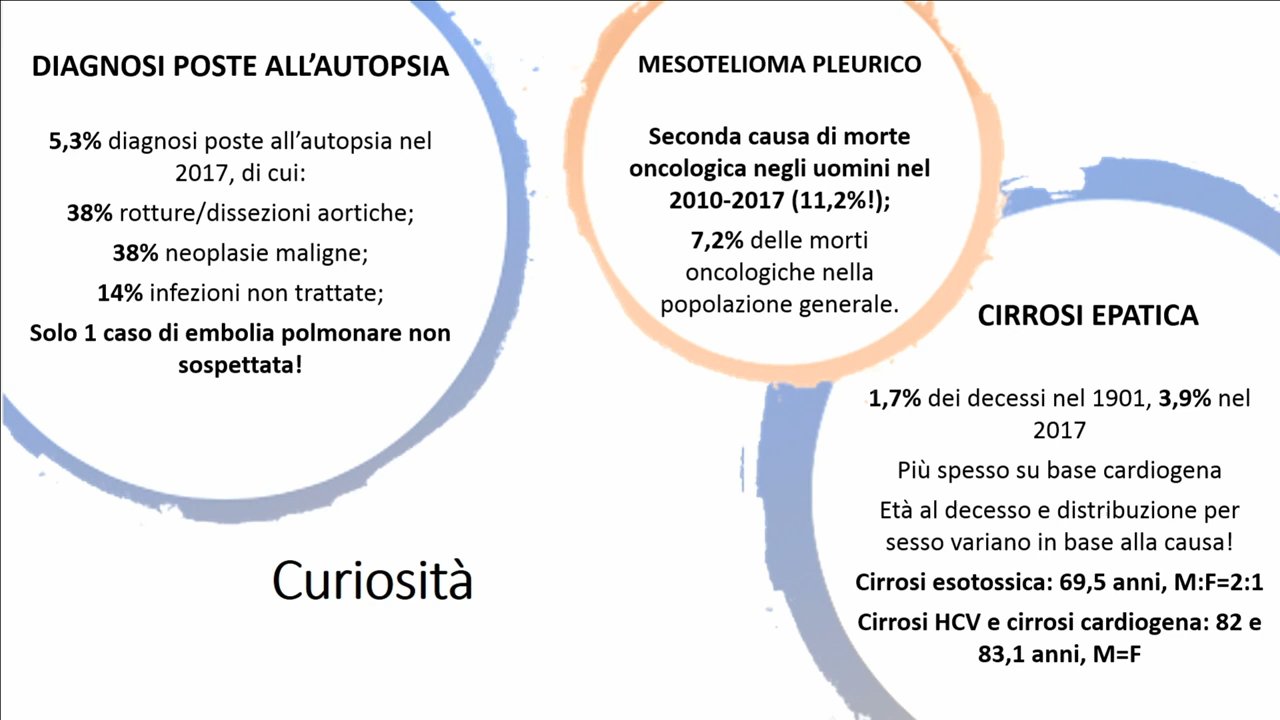 DIAGNOSI POSTE ALL’AUTOPSIA
5,3% diagnosi poste all’autopsia nel
2017, di cui:
38% rotture/dissezioni aortiche;
38% neoplasie maligne;
14% infezioni non trattate;
Solo 1 caso di embolia polmonare non
sospettata!
MESOTELIOMA PLEURICO
Seconda causa di morte
oncologica negli uomini nel
2010-2017 (11,2%!);
7,2% delle morti
oncologiche nella
popolazione generale.
CIRROSI EPATICA
1,7% dei decessi nel 1901, 3,9% nel
2017
Più spesso su base cardiogena
Età al decesso e distribuzione per
sesso variano in base alla causa!
Cirrosi esotossica: 69,5 anni, M:F=2:1
Cirrosi HCV e cirrosi cardiogena: 82 e
83,1 anni, M=F
Curiosità